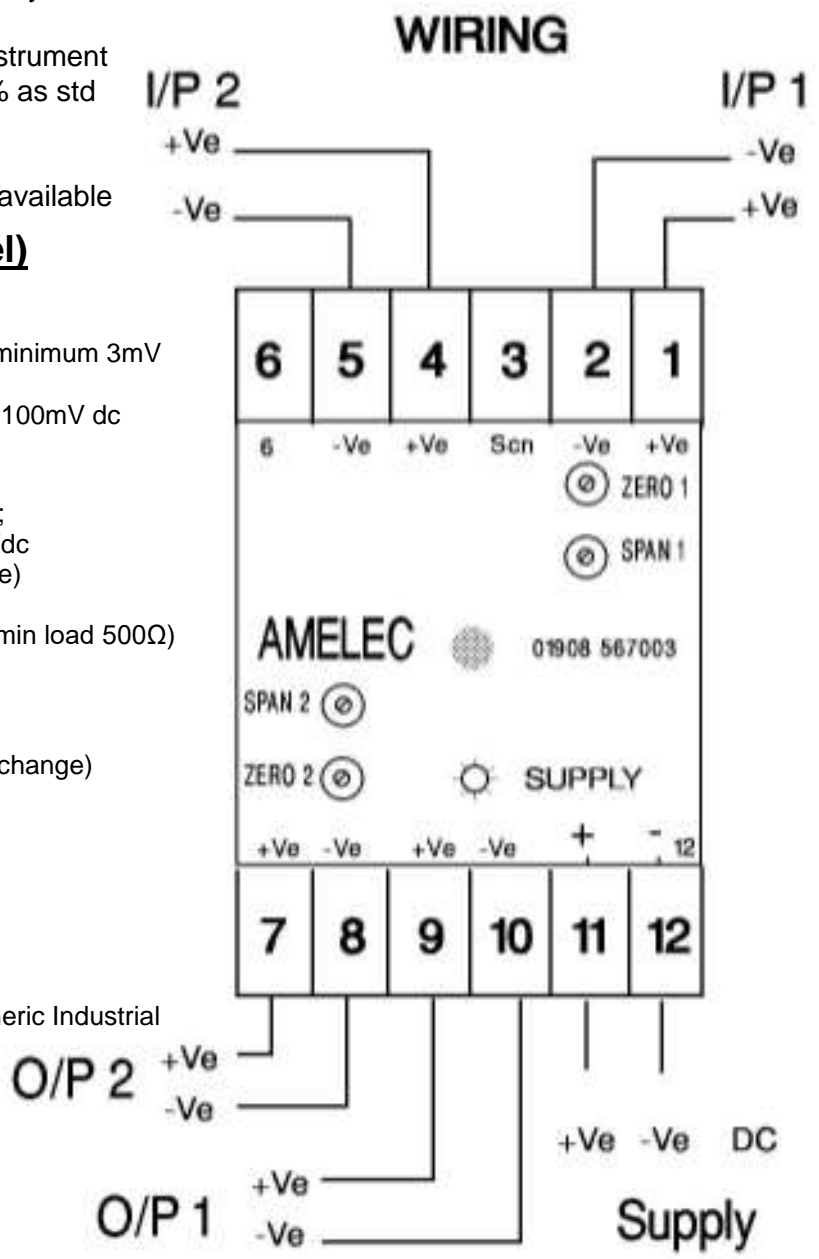 WIRING
strument
% as std
I/P 2
I/P 1
+Ve
-Ve
available
-Ve
+Ve
el)
minimum 3mV
100mV dc
;
dc
e)
min load 500Ω)
change)
eric Industrial
6 5 4 3 2 1
6 -Ve +Ve Scn -Ve +Ve
ZERO 1
SPAN 1
AMELEC 01908 567003
SPAN 2
ZERO 2 SUPPLY
+Ve -Ve +Ve -Ve + - 12
7 8 9 10 11 12
O/P 2 +Ve
-Ve
+Ve -Ve DC
O/P 1 +Ve
-Ve
Supply